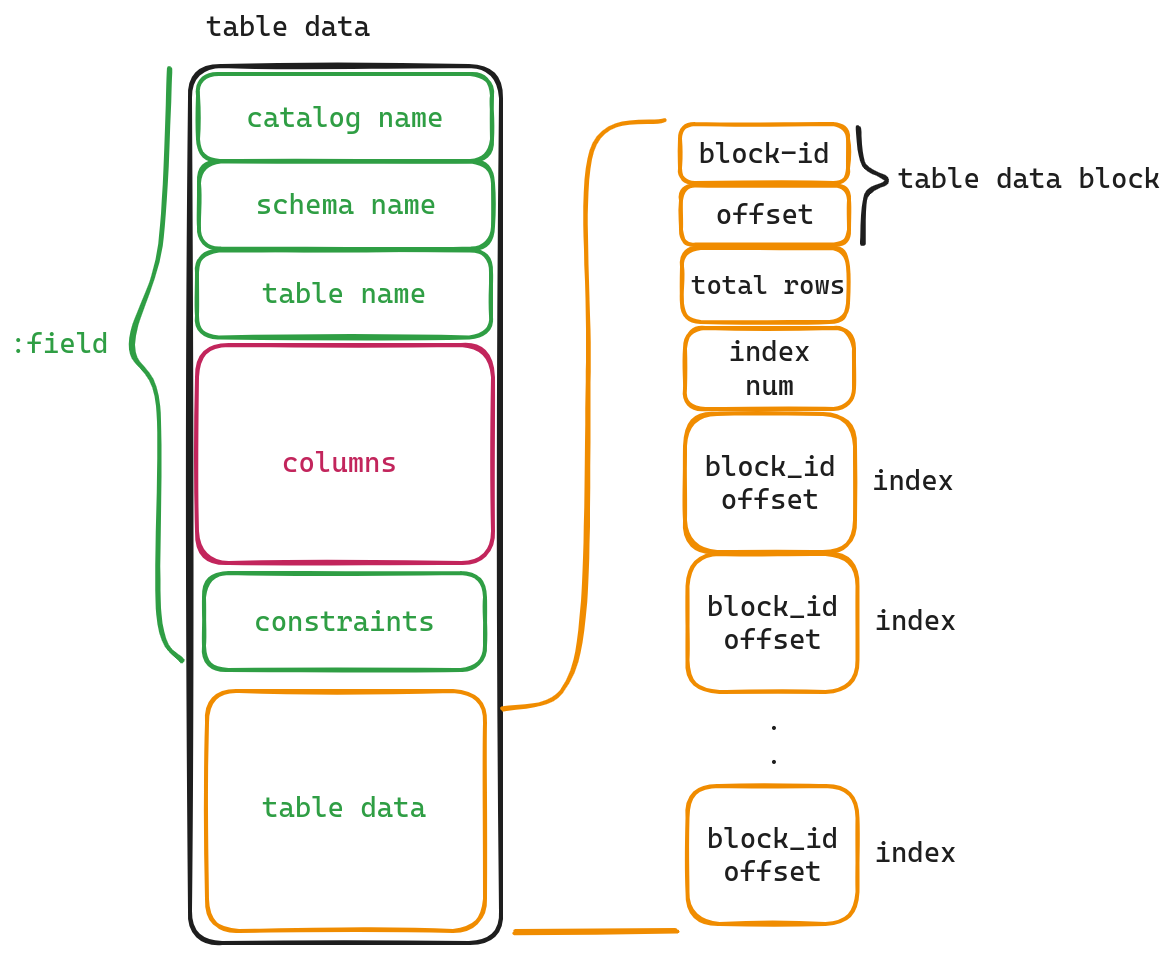 table data
catalog name
schema name
table name
:field
columns
constraints
table data
block-id
offset
table data block
total rows
index
num
block_id
offset
index
block_id
offset
index
.
.
block_id
offset
index